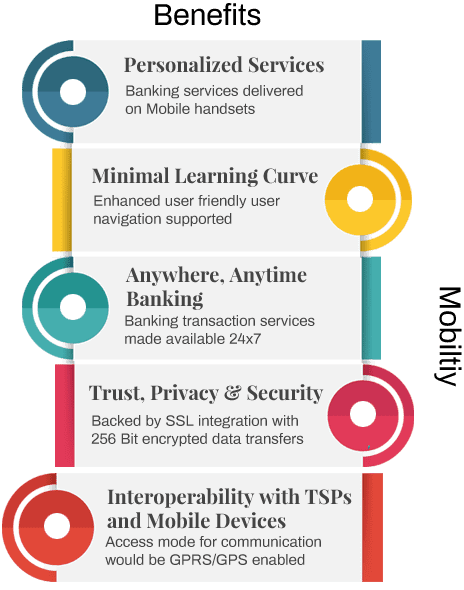 Benefits
Personalized Services
Banking services delivered
on Mobile handsets
Minimal Learning Curve
Enhanced user friendly user
navigation supported
Anywhere, Anytime
Banking
Banking transaction services
made available 24x7
Trust, Privacy & Security
Backed by SSL integration with
256 Bit encrypted data transfers
Interoperability with TSPs
and Mobile Devices
Access mode for communication
would be GPRS/GPS enabled
Mobiltiy